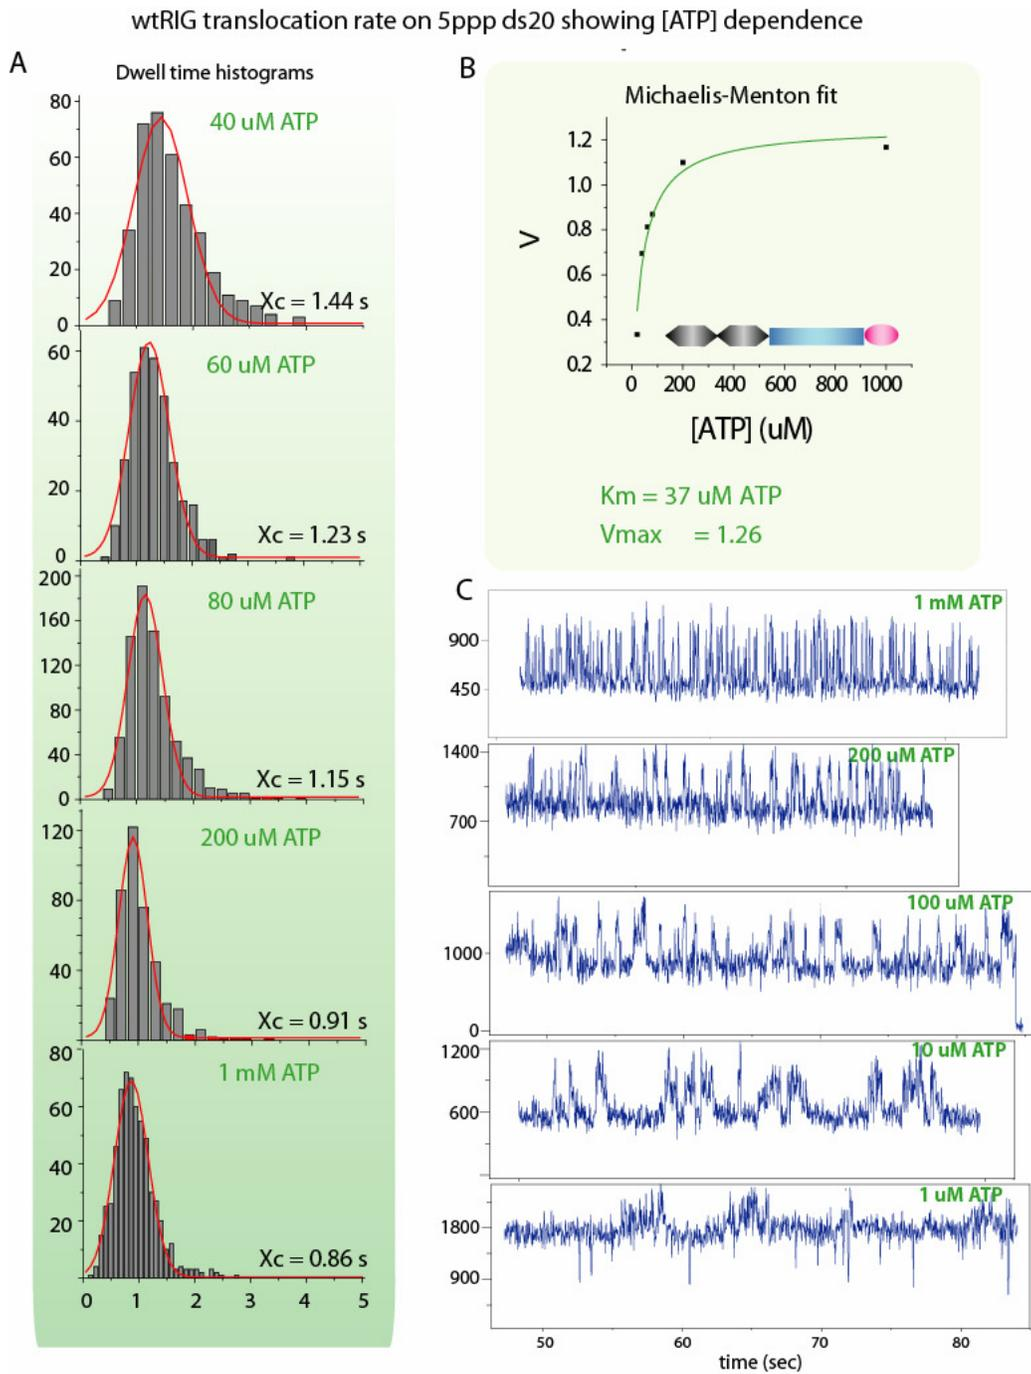 wtRIG translocation rate on 5ppp ds20 showing [ATP] dependence
A
Dwell time histograms
80
60
40
20
0
40 uM ATP
Xc = 1.44 s
60
40
20
0
60 uM ATP
Xc = 1.23 s
200
160
120
80
40
0
80 uM ATP
Xc = 1.15 s
120
80
40
0
200 uM ATP
Xc = 0.91 s
80
60
40
20
0
1 mM ATP
Xc = 0.86 s
0 1 2 3 4 5
B
Michaelis-Menton fit
V
1.2
1.0
0.8
0.6
0.4
0.2
0 200 400 600 800 1000
[ATP] (uM)
Km = 37 uM ATP
Vmax = 1.26
C
1 mM ATP
900
450
200 uM ATP
1400
700
100 uM ATP
1000
0
10 uM ATP
1200
600
1 uM ATP
1800
900
50 60 70 80
time (sec)